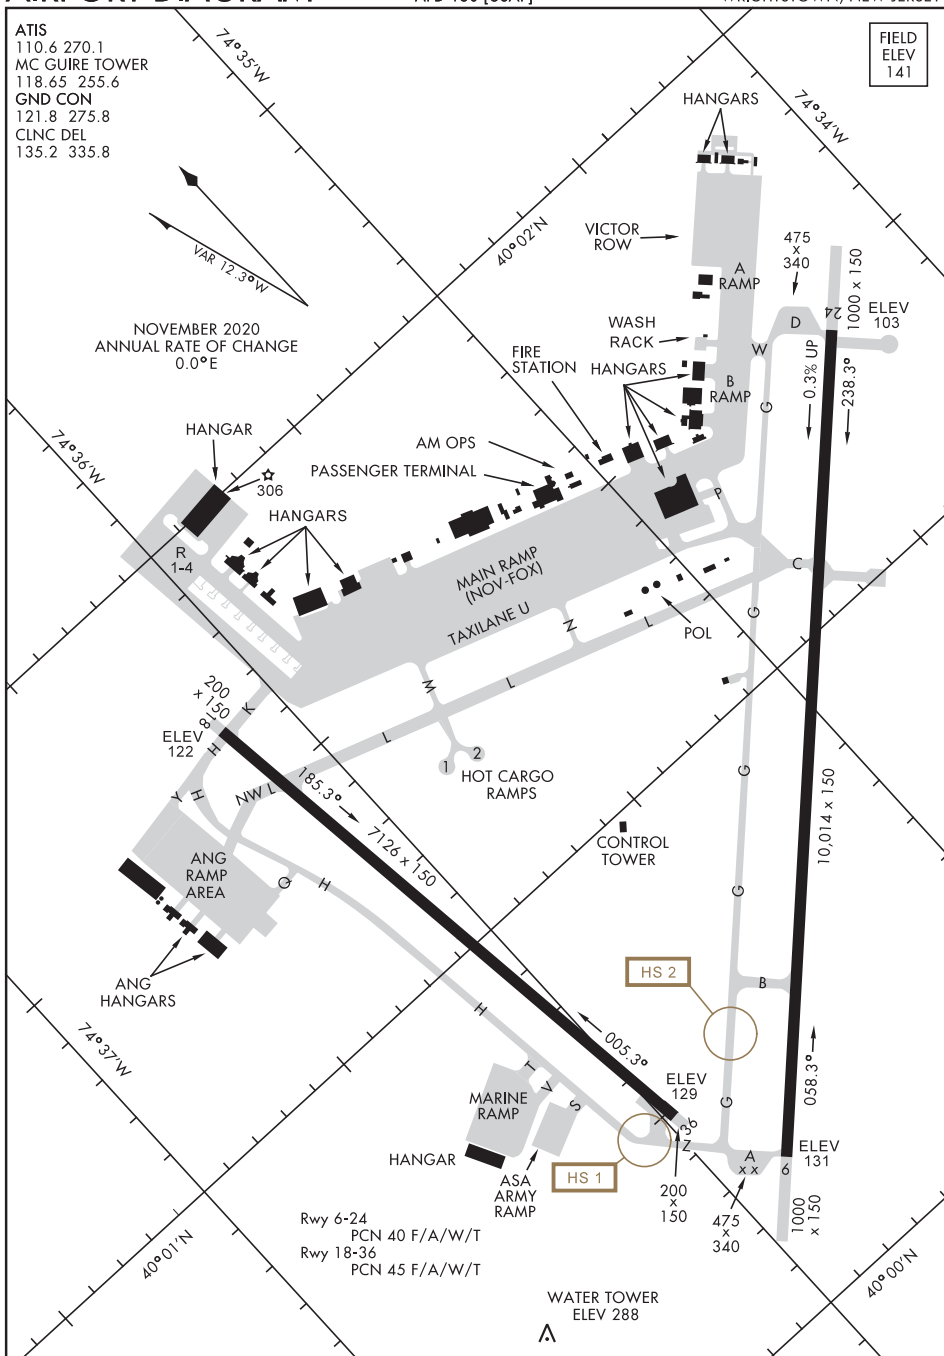 ATIS
110.6 270.1
MC GUIRE TOWER
118.65 255.6
GND CON
121.8 275.8
CLNC DEL
135.2 335.8
FIELD
ELEV
141
74°35'W
74°34'W
HANGARS
40°02'N
VAR 12.3°W
NOVEMBER 2020
ANNUAL RATE OF CHANGE
0.0°E
VICTOR
ROW
475
x
340
A
RAMP
1000 x 150
24
ELEV
103
D
WASH
RACK
W
FIRE
STATION
HANGARS
B
RAMP
G
0.3% UP
238.3°
74°36'W
HANGAR
306
AM OPS
PASSENGER TERMINAL
HANGARS
P
R
1-4
MAIN RAMP
(NOV-FOX)
C
TAXILANE U
N
L
POL
G
M
L
200
x 150
K
18
H
ELEV
122
L
1
2
HOT CARGO
RAMPS
G
10,014 x 150
185.3°
7126 x 150
NW L
Y
H
CONTROL
TOWER
ANG
RAMP
AREA
Q
H
G
ANG
HANGARS
HS 2
B
74°37'W
H
005.3°
058.3°
T
V
S
MARINE
RAMP
ELEV
129
36
G
Z
HANGAR
HS 1
ASA
ARMY
RAMP
A
x x
6
ELEV
131
200
x
150
475
x
340
1000
x 150
Rwy 6-24
PCN 40 F/A/W/T
Rwy 18-36
PCN 45 F/A/W/T
40°01'N
40°00'N
WATER TOWER
ELEV 288